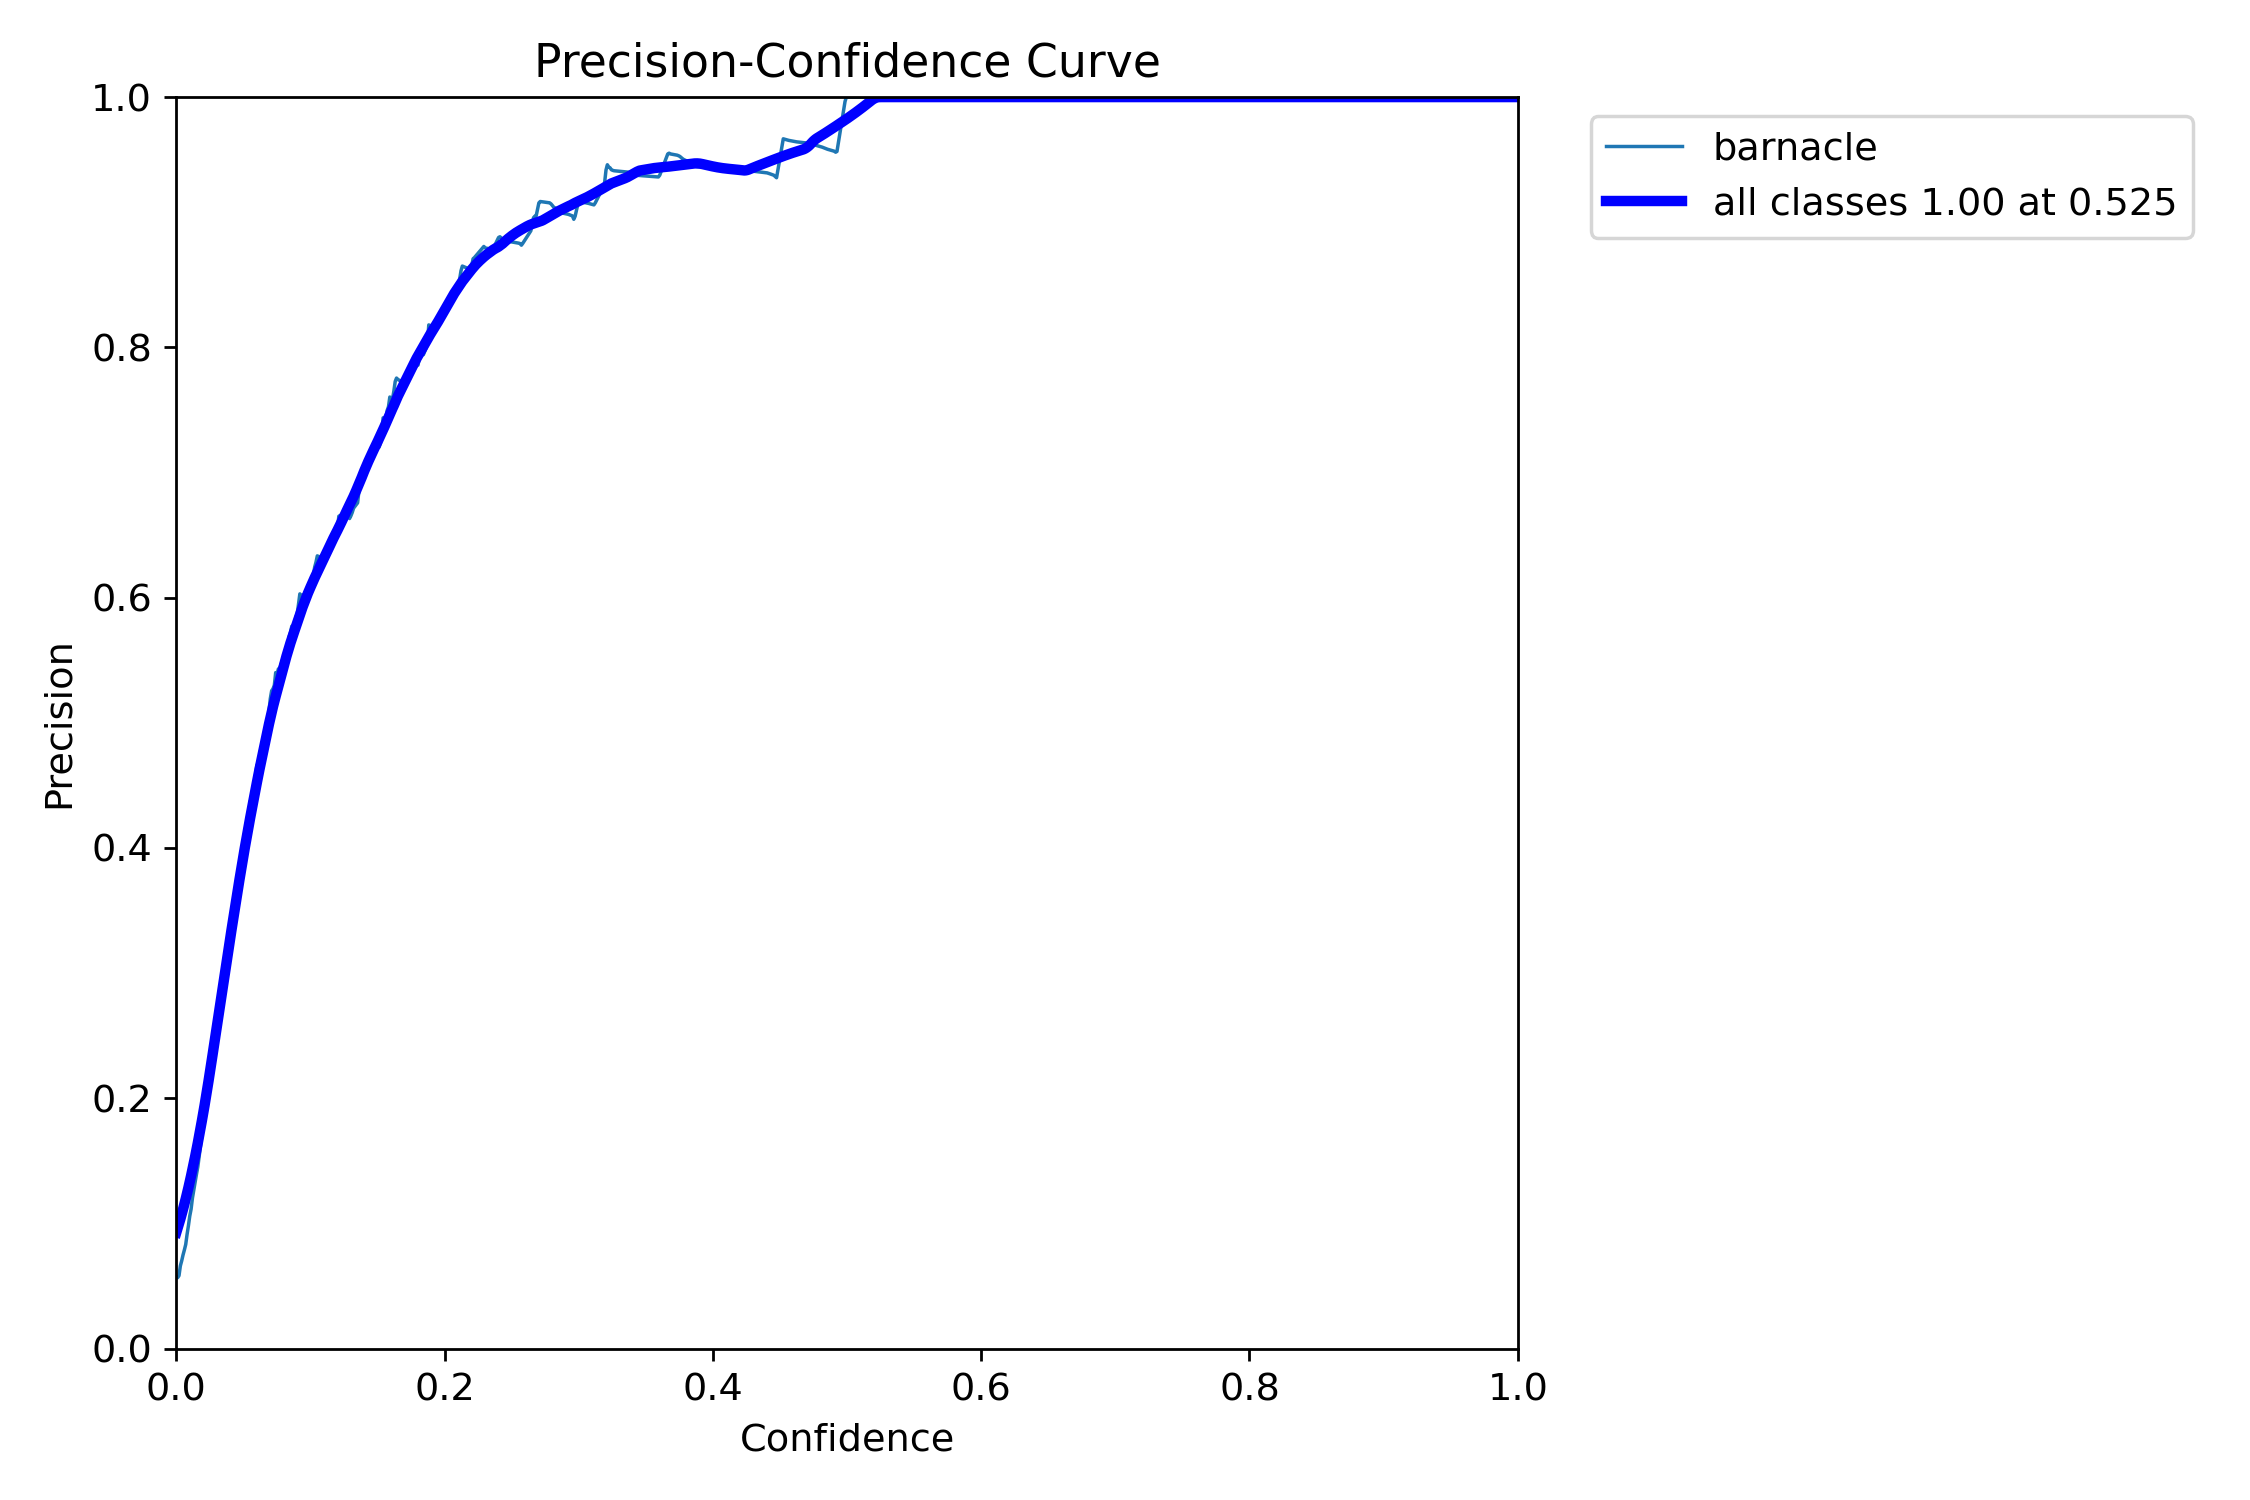 Precision-Confidence Curve
1.0
0.8
0.6
0.4
0.2
0.0
Precision
0.0 0.2 0.4 0.6 0.8 1.0
Confidence
barnacle
all classes 1.00 at 0.525